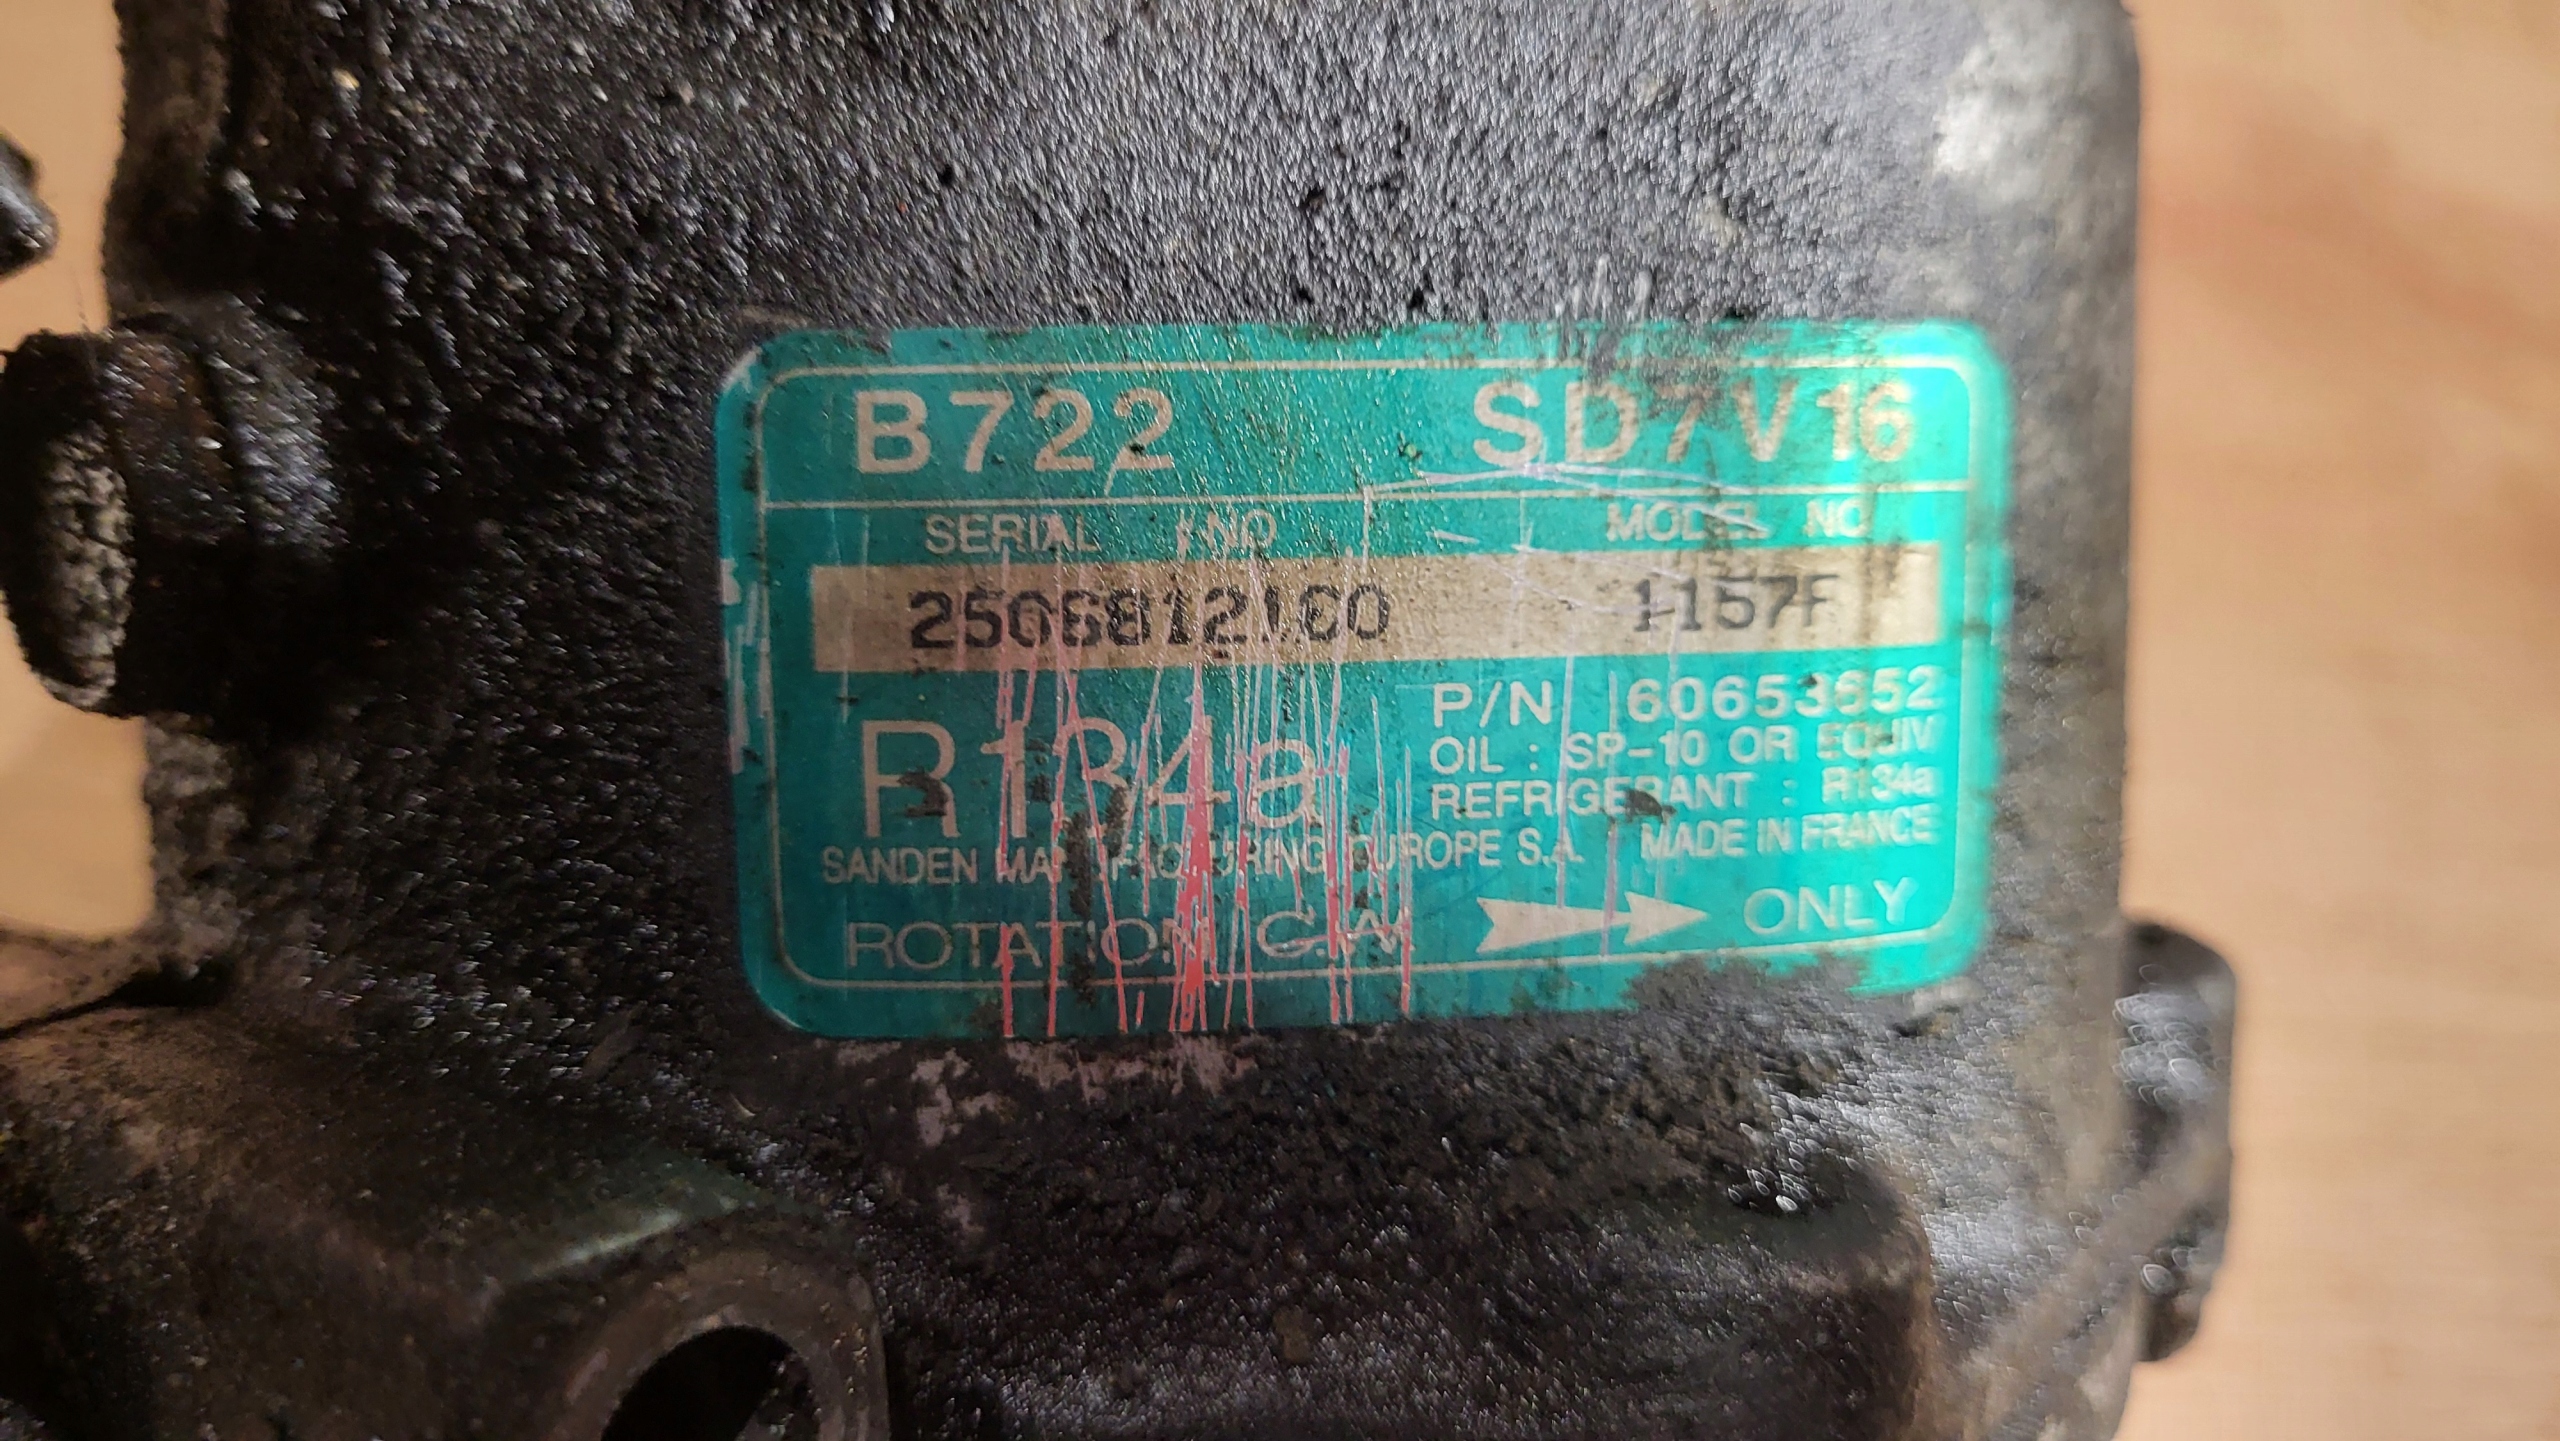 B722 SD7V16
SERIAL NO MODEL NO
1157F
R134a
P/N 60653652
OIL : SP-10 OR EQUIV
REFRIGERANT : R134a
SANDEN MANUFACTURING EUROPE S.A. MADE IN FRANCE
ROTATION C.W. ONLY